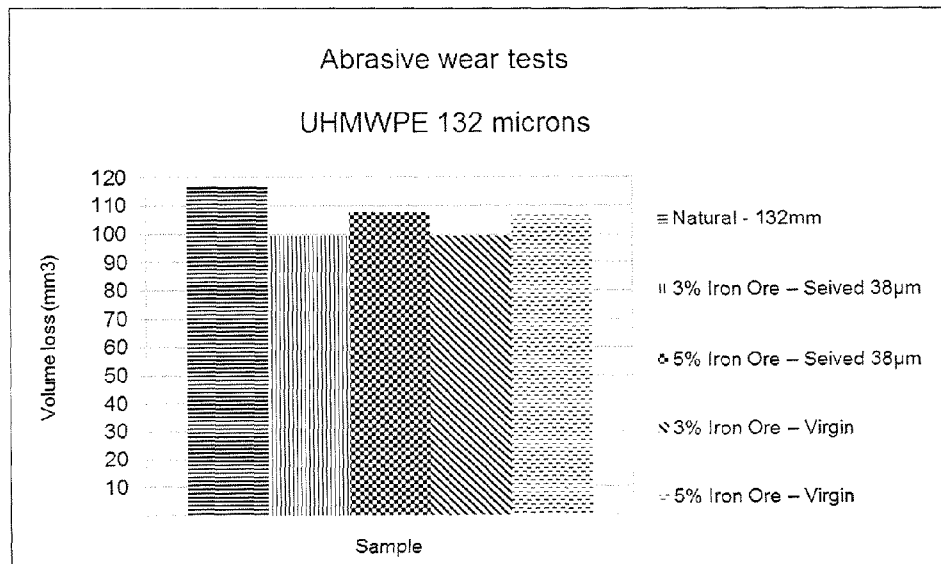 Abrasive wear tests
UHMWPE 132 microns
Volume loss (mm3)
120
110
100
90
80
70
60
50
40
30
20
10
Sample
Natural - 132mm
3% Iron Ore – Seived 38µm
5% Iron Ore – Seived 38µm
3% Iron Ore – Virgin
5% Iron Ore – Virgin